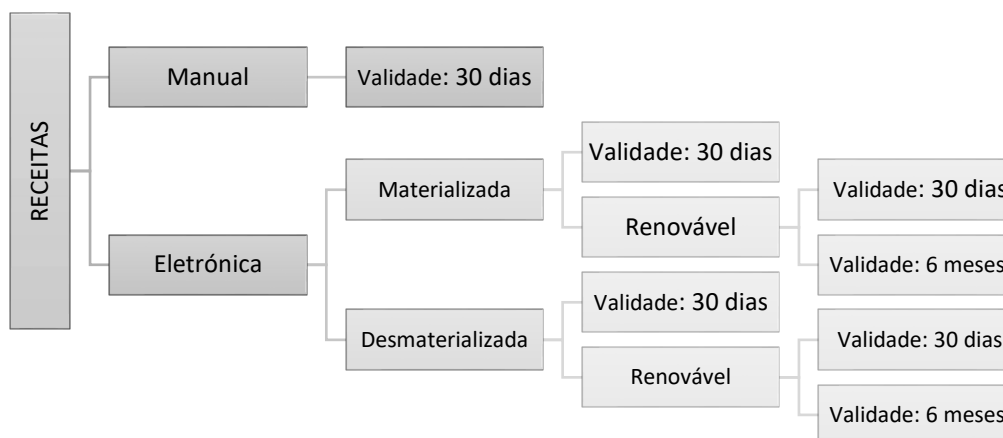 RECEITAS
Manual
Validade: 30 dias
Eletrónica
Materializada
Validade: 30 dias
Renovável
Validade: 30 dias
Validade: 6 meses
Desmaterializada
Validade: 30 dias
Renovável
Validade: 30 dias
Validade: 6 meses